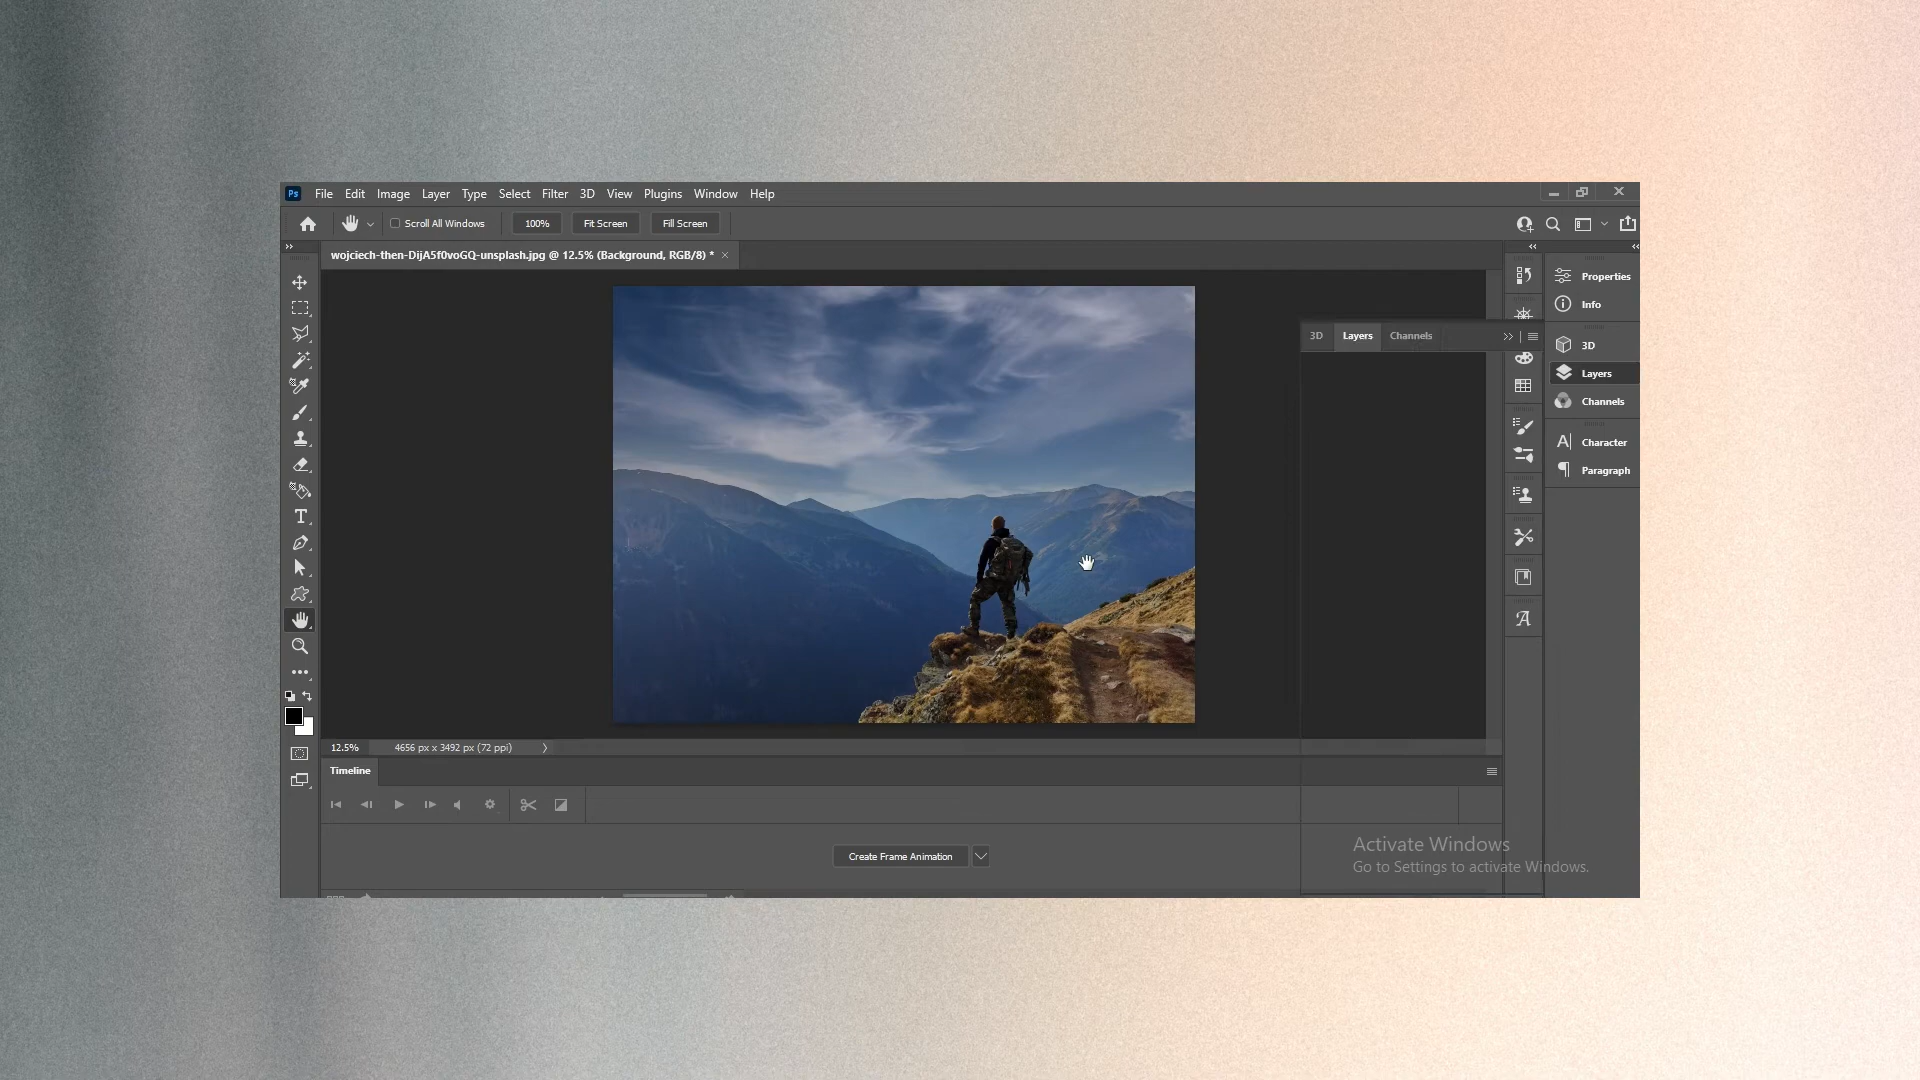 Ps File Edit Image Layer Type Select Filter 3D View Plugins Window Help
Scroll All Windows 100% Fit Screen Fill Screen
wojciech-then-DijA5f0voGQ-unsplash.jpg @ 12.5% (Background, RGB/8) *
Properties
Info
3D Layers Channels
3D
Layers
Channels
Character
Paragraph
12.5% 4656 px x 3492 px (72 ppi)
Timeline
Create Frame Animation
Activate Windows
Go to Settings to activate Windows.